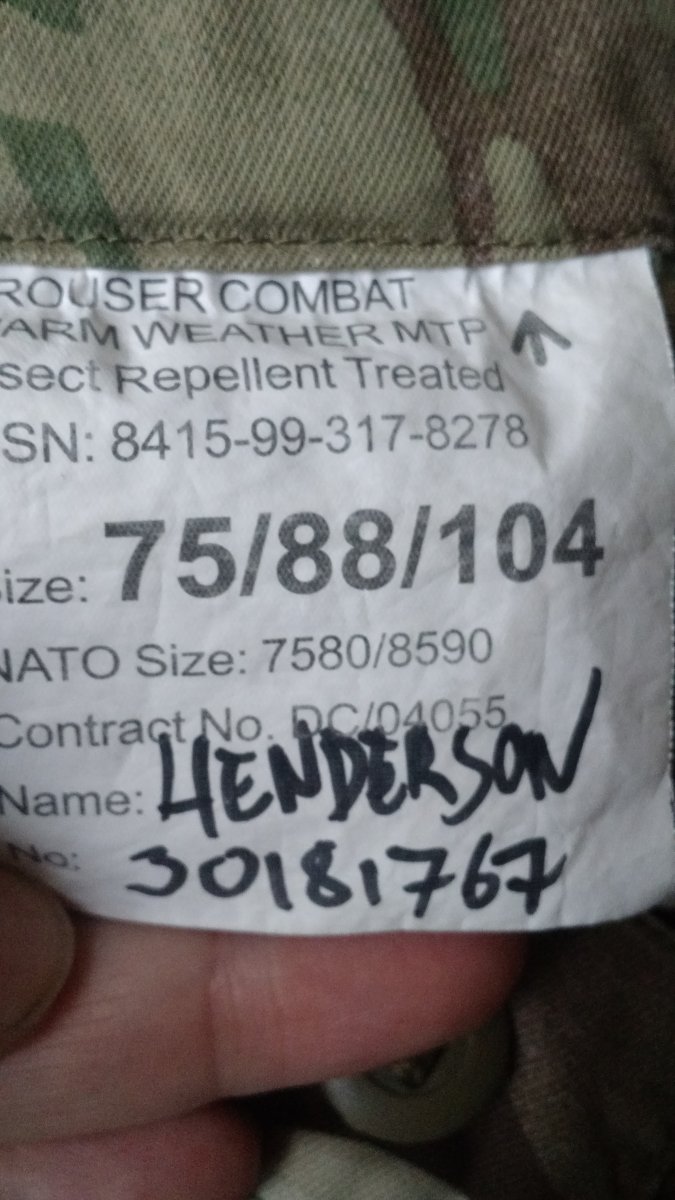 ROUSER COMBAT
ARM WEATHER MTP
sect Repellent Treated
SN: 8415-99-317-8278
ize: 75/88/104
NATO Size: 7580/8590
Contract No. DC/04055
Name: HENDERSON
No: 30181767